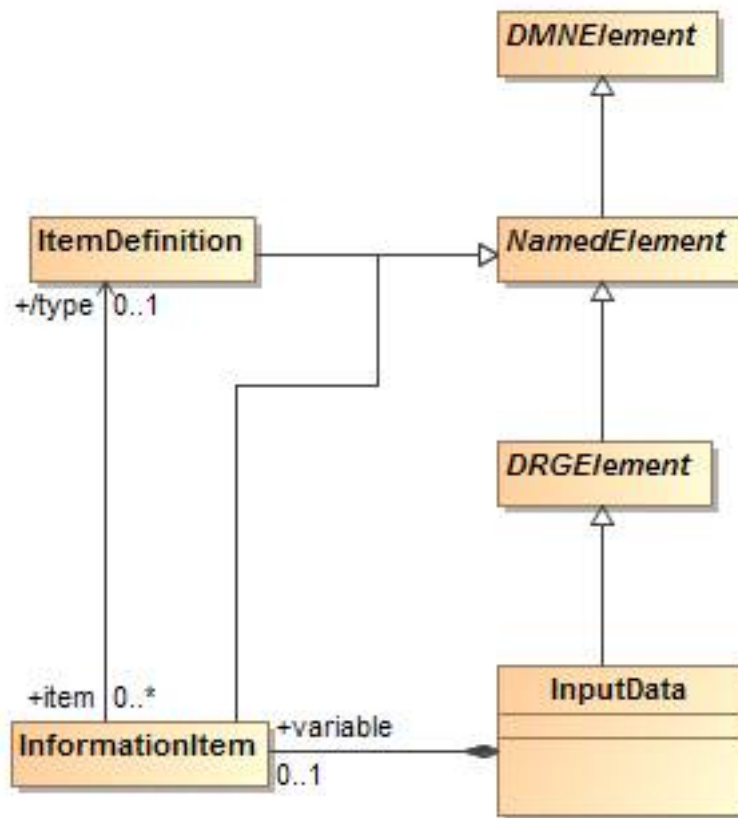 DMNElement
ItemDefinition
NamedElement
+/type 0..1
DRGElement
+item 0..*
InputData
InformationItem
+variable
0..1